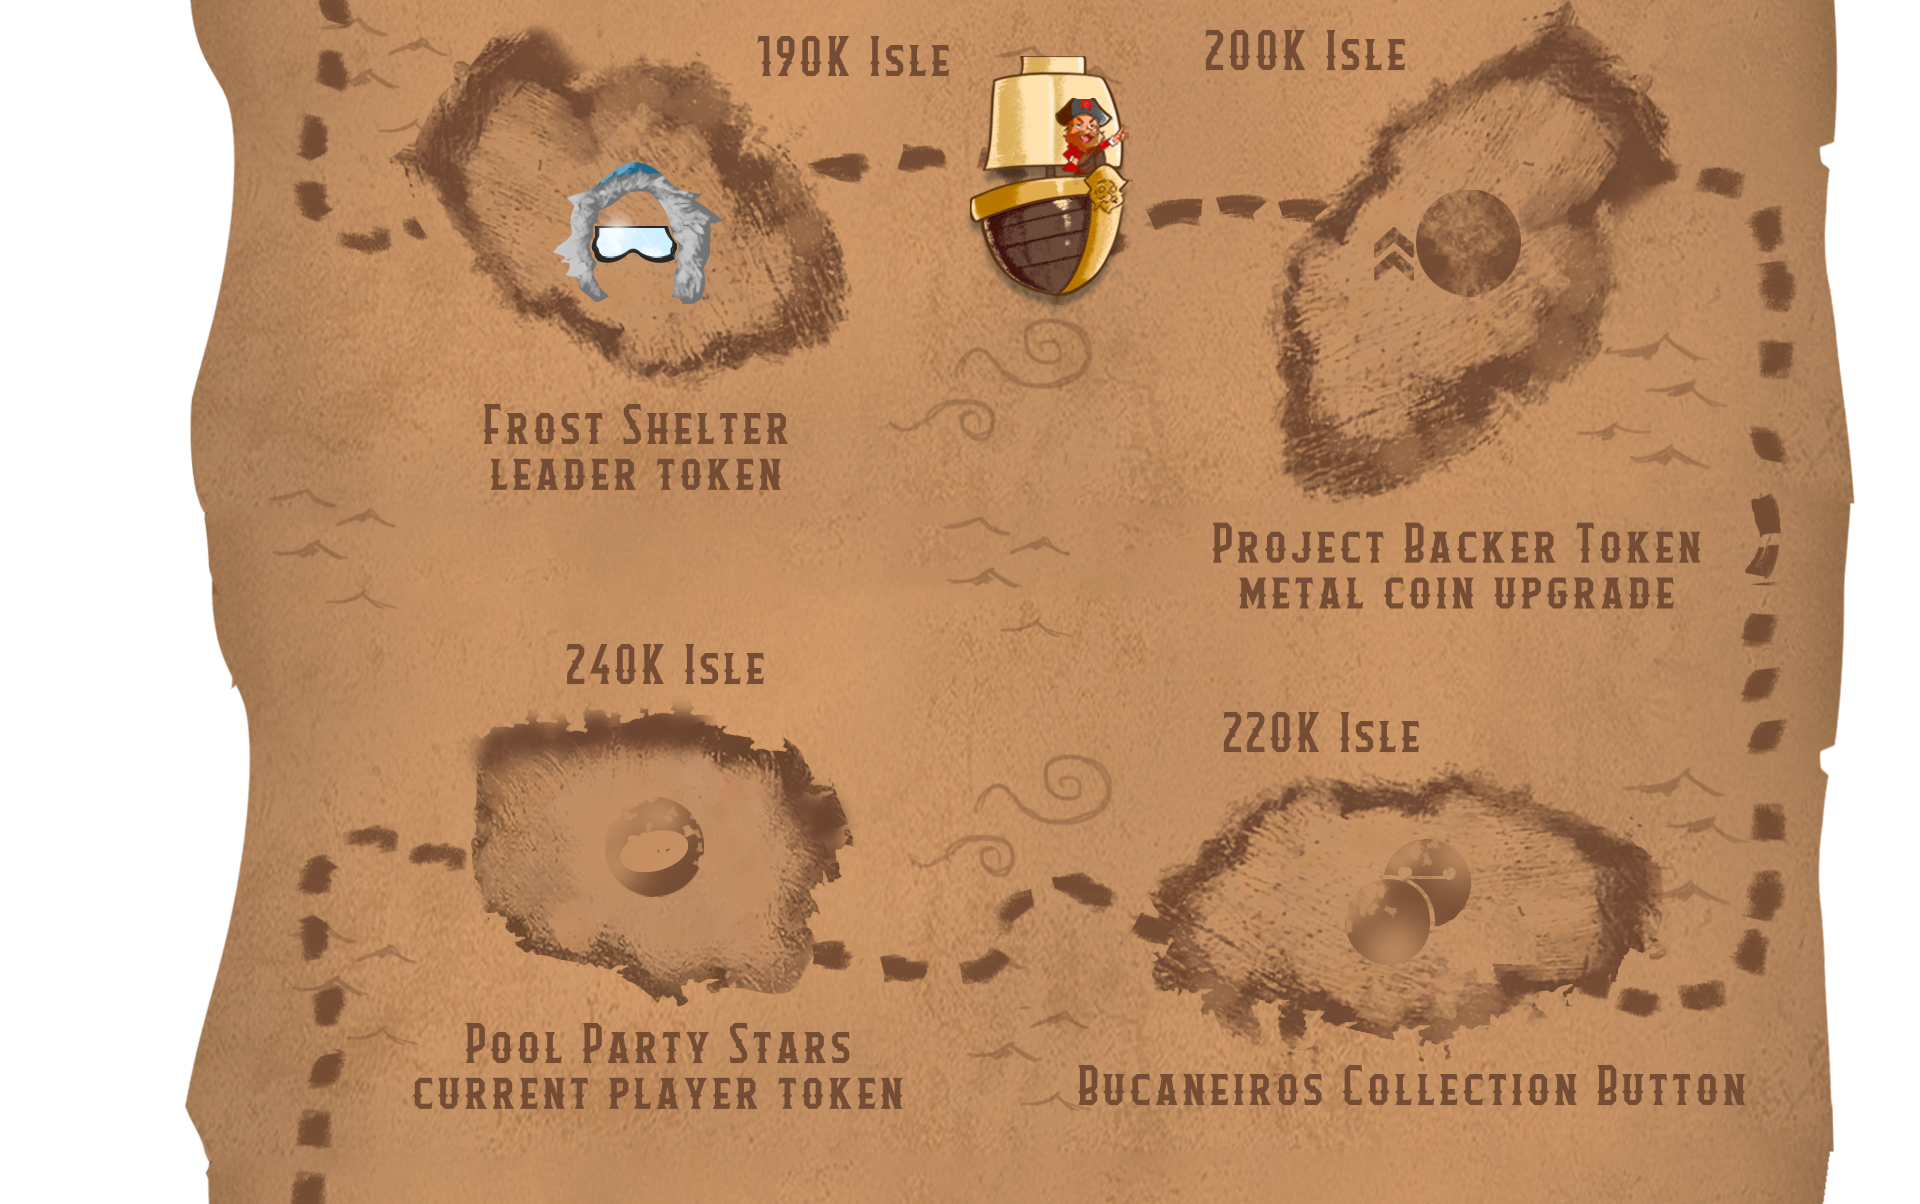 190K Isle
200K Isle
Frost Shelter
leader token
Project Backer Token
metal coin upgrade
240K Isle
220K Isle
Pool Party Stars
current player token
Bucaneiros Collection Button